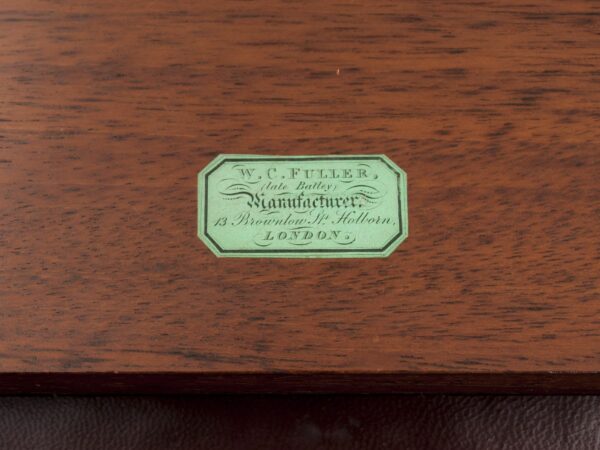 W. C. FULLER,
(late Batley)
Manufacturer.
13 Brownlow St. Holborn,
LONDON.